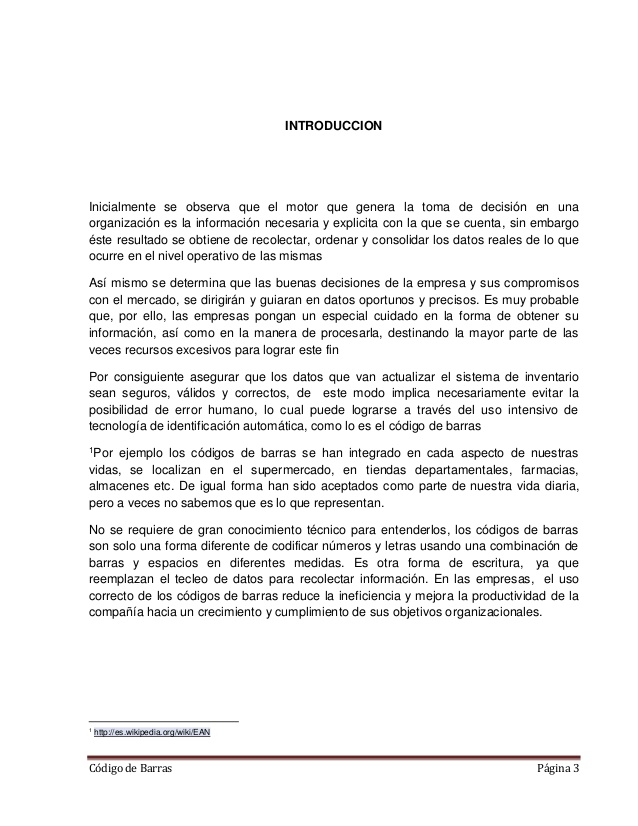 INTRODUCCION
Inicialmente se observa que el motor que genera la toma de decisión en una
organización es la información necesaria y explicita con la que se cuenta, sin embargo
éste resultado se obtiene de recolectar, ordenar y consolidar los datos reales de lo que
ocurre en el nivel operativo de las mismas
Así mismo se determina que las buenas decisiones de la empresa y sus compromisos
con el mercado, se dirigirán y guiaran en datos oportunos y precisos. Es muy probable
que, por ello, las empresas pongan un especial cuidado en la forma de obtener su
información, así como en la manera de procesarla, destinando la mayor parte de las
veces recursos excesivos para lograr este fin
Por consiguiente asegurar que los datos que van actualizar el sistema de inventario
sean seguros, válidos y correctos, de este modo implica necesariamente evitar la
posibilidad de error humano, lo cual puede lograrse a través del uso intensivo de
tecnología de identificación automática, como lo es el código de barras
¹Por ejemplo los códigos de barras se han integrado en cada aspecto de nuestras
vidas, se localizan en el supermercado, en tiendas departamentales, farmacias,
almacenes etc. De igual forma han sido aceptados como parte de nuestra vida diaria,
pero a veces no sabemos que es lo que representan.
No se requiere de gran conocimiento técnico para entenderlos, los códigos de barras
son solo una forma diferente de codificar números y letras usando una combinación de
barras y espacios en diferentes medidas. Es otra forma de escritura, ya que
reemplazan el tecleo de datos para recolectar información. En las empresas, el uso
correcto de los códigos de barras reduce la ineficiencia y mejora la productividad de la
compañía hacia un crecimiento y cumplimiento de sus objetivos organizacionales.
¹ http://es.wikipedia.org/wiki/EAN
Código de Barras Página 3